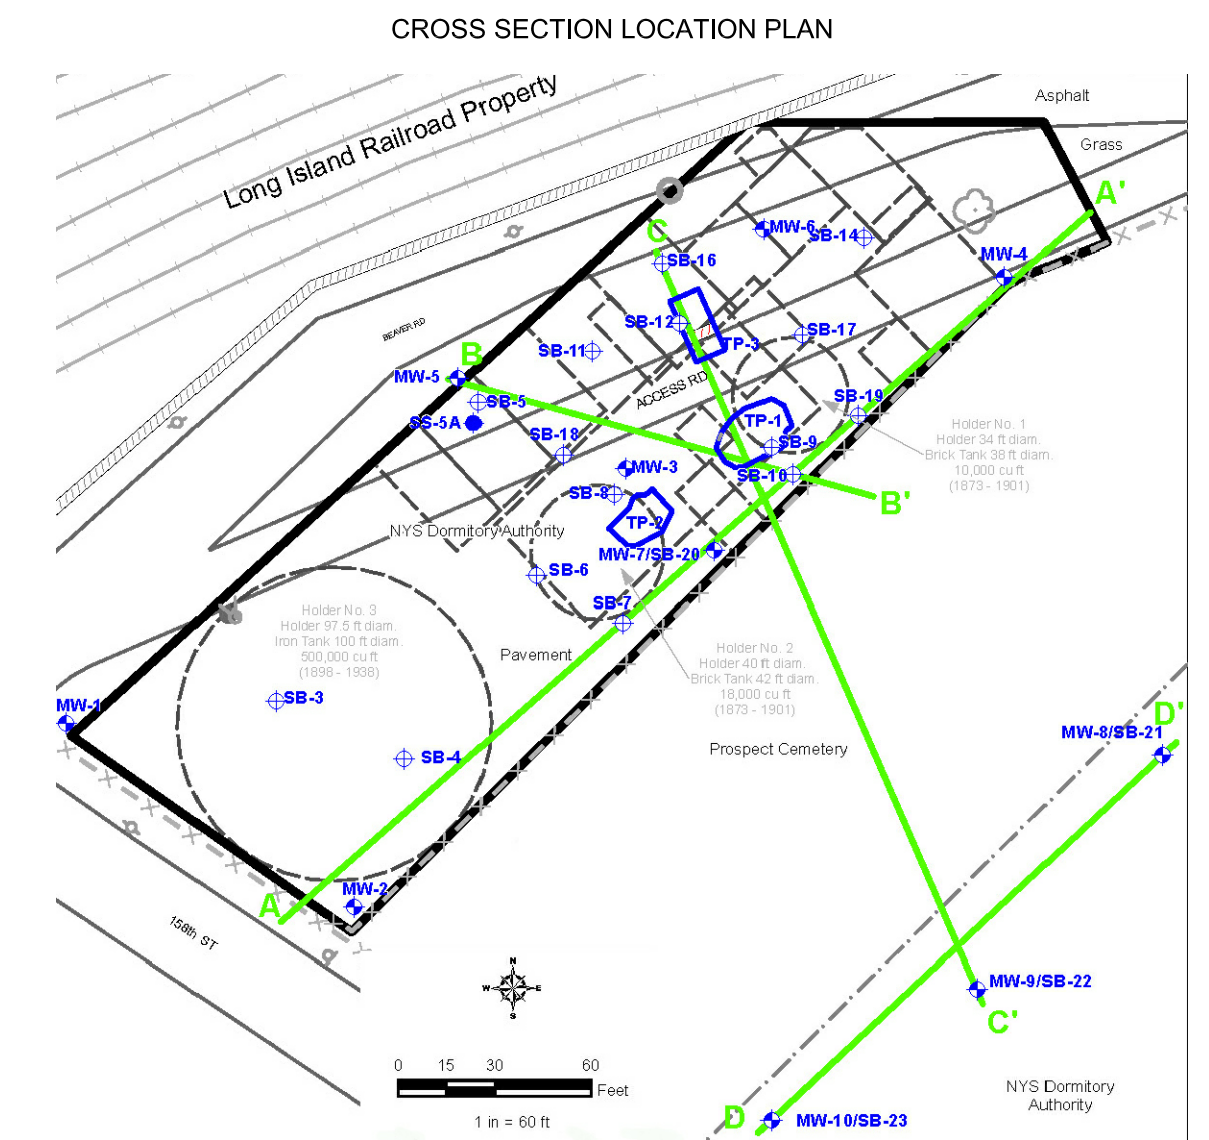 CROSS SECTION LOCATION PLAN
Asphalt
Long Island Railroad Property
Grass
A'
C
MW-6
SB-14
MW-4
SB-16
BEAVER RD
SB-12
SB-17
TP-3
B
SB-11
MW-5
ACCESS RD
SB-5
SB-19
SS-5A
TP-1
SB-18
SB-9
Holder No. 1
Holder 34 ft diam.
Brick Tank 38 ft diam.
10,000 cu ft
(1873 - 1901)
MW-3
SB-10
SB-8
B'
TP-2
NYS Dormitory Authority
MW-7/SB-20
SB-6
SB-7
Holder No. 3
Holder 97.5 ft diam.
Iron Tank 100 ft diam.
500,000 cu ft
(1898 - 1938)
Pavement
Holder No. 2
Holder 40 ft diam.
Brick Tank 42 ft diam.
18,000 cu ft
(1873 - 1901)
SB-3
MW-1
D'
MW-8/SB-21
Prospect Cemetery
SB-4
MW-2
A
158th ST
N
W
E
S
MW-9/SB-22
C'
0 15 30 60
Feet
1 in = 60 ft
NYS Dormitory
Authority
D
MW-10/SB-23